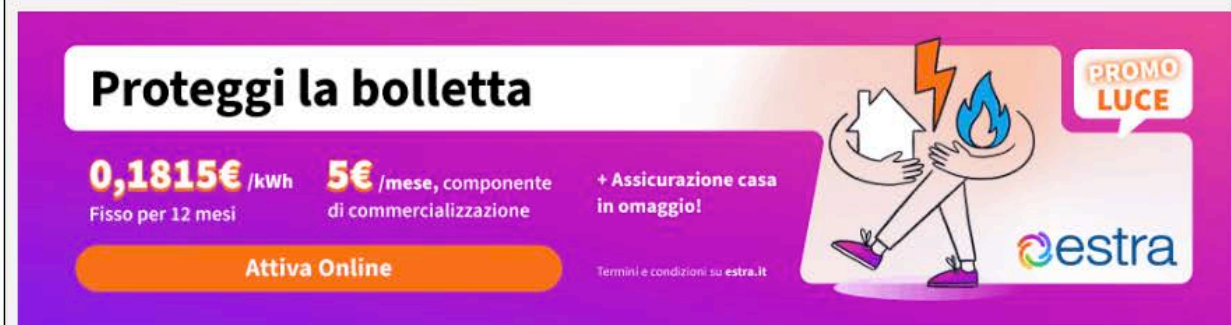 Proteggi la bolletta
PROMO
LUCE
0,1815€ /kWh
Fisso per 12 mesi
5€ /mese, componente
di commercializzazione
+ Assicurazione casa
in omaggio!
Attiva Online
Termini e condizioni su estra.it
estra